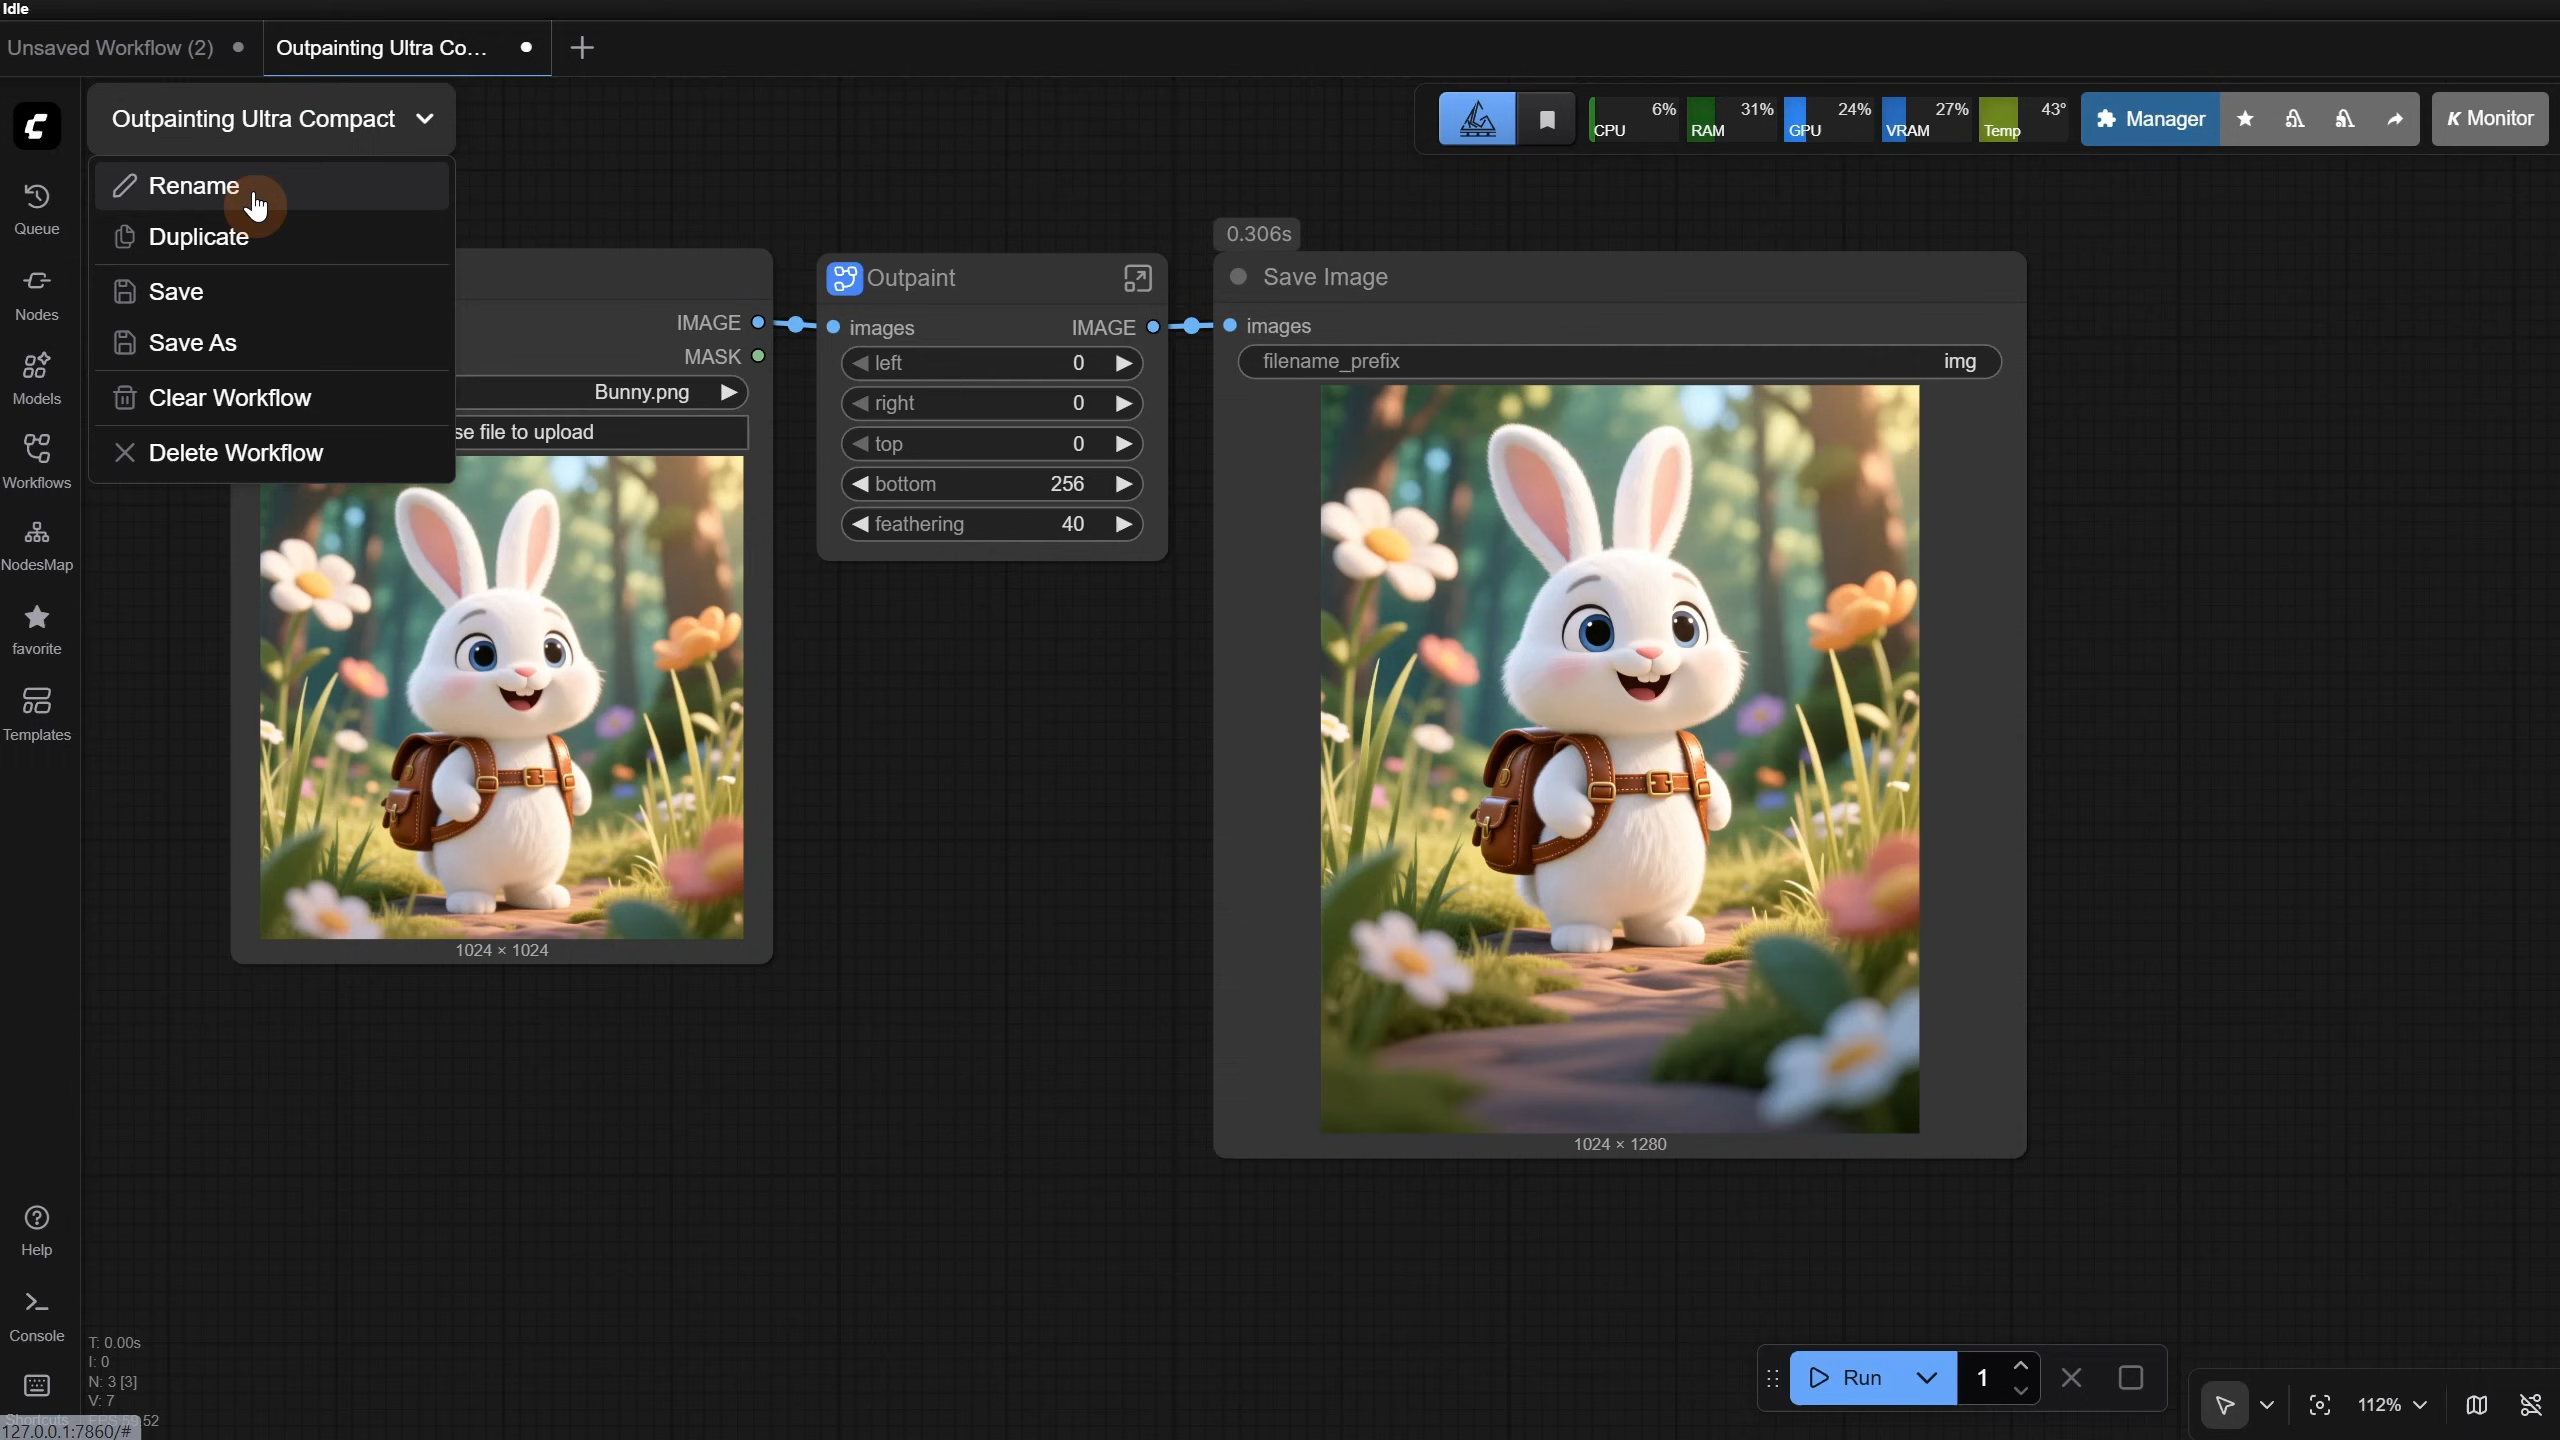 Idle
Unsaved Workflow (2)
Outpainting Ultra Co...
Outpainting Ultra Compact
CPU 6%
RAM 31%
GPU 24%
VRAM 27%
Temp 43°
Manager
K Monitor
Rename
Duplicate
Save
Save As
Clear Workflow
Delete Workflow
Queue
Nodes
Models
Workflows
NodesMap
favorite
Templates
Help
Console
Shortcuts
IMAGE
MASK
Bunny.png
se file to upload
1024 × 1024
Outpaint
images IMAGE
left 0
right 0
top 0
bottom 256
feathering 40
0.306s
Save Image
images
filename_prefix img
1024 × 1280
T: 0.00s
I: 0
N: 3 [3]
V: 7
FPS:59.52
127.0.0.1:7860/#
Run
1
112%